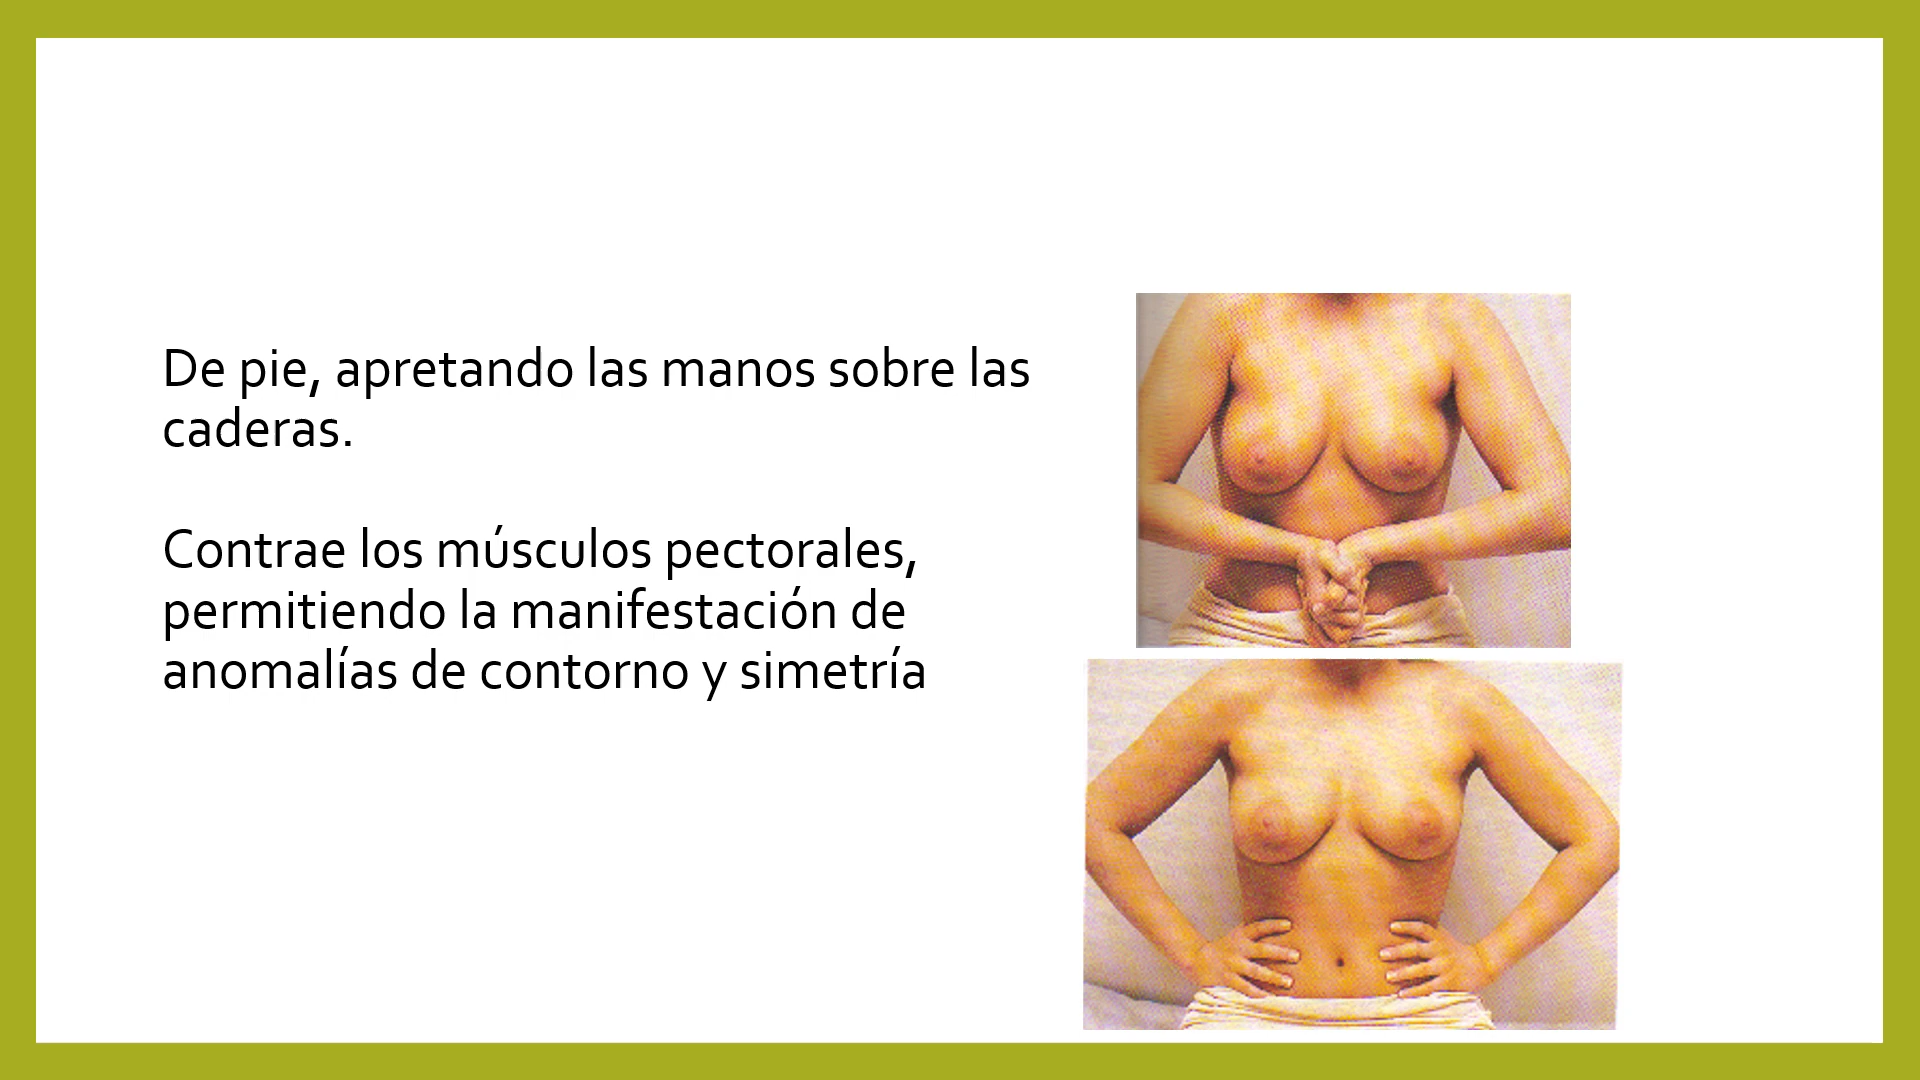 De pie, apretando las manos sobre las
caderas.
Contrae los músculos pectorales,
permitiendo la manifestación de
anomalías de contorno y simetría